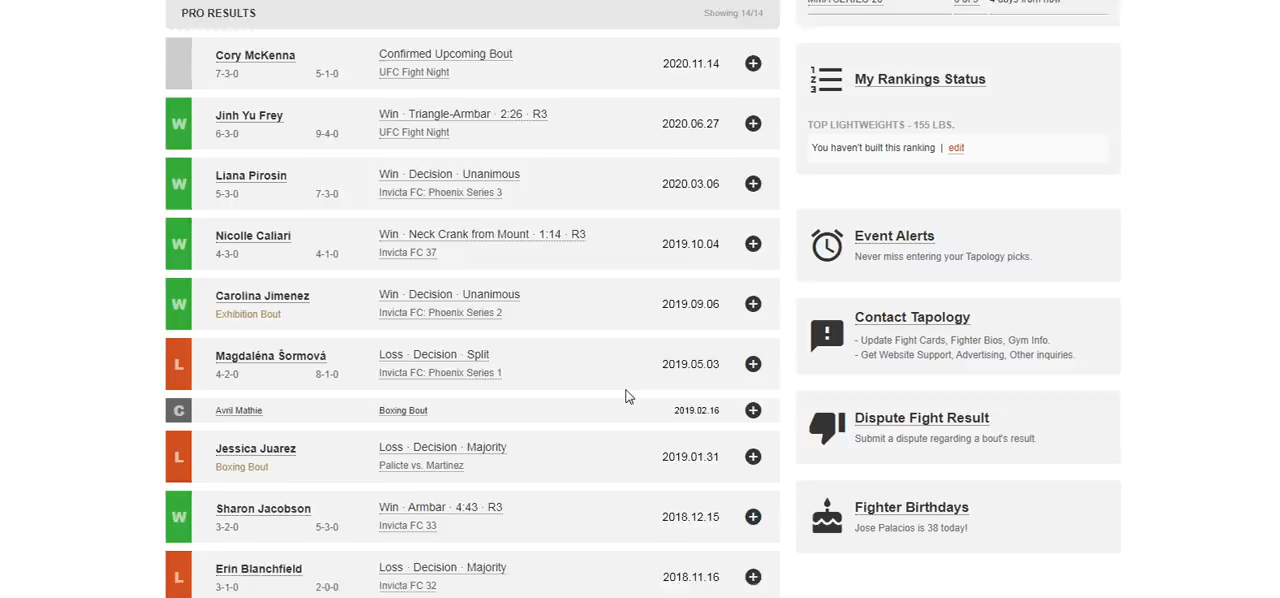 PRO RESULTS
Showing 14/14
Cory McKenna
Confirmed Upcoming Bout
7-3-0
5-1-0
UFC Fight Night
2020.11.14
W
Jinh Yu Frey
Win · Triangle-Armbar · 2:26 · R3
6-3-0
9-4-0
UFC Fight Night
2020.06.27
W
Liana Pirosin
Win · Decision · Unanimous
5-3-0
7-3-0
Invicta FC: Phoenix Series 3
2020.03.06
W
Nicolle Caliari
Win · Neck Crank from Mount · 1:14 · R3
4-3-0
4-1-0
Invicta FC 37
2019.10.04
W
Carolina Jimenez
Win · Decision · Unanimous
Exhibition Bout
Invicta FC: Phoenix Series 2
2019.09.06
L
Magdaléna Šormová
Loss · Decision · Split
4-2-0
8-1-0
Invicta FC: Phoenix Series 1
2019.05.03
C
Avril Mathie
Boxing Bout
2019.02.16
L
Jessica Juarez
Loss · Decision · Majority
Boxing Bout
Palicte vs. Martinez
2019.01.31
W
Sharon Jacobson
Win · Armbar · 4:43 · R3
3-2-0
5-3-0
Invicta FC 33
2018.12.15
L
Erin Blanchfield
Loss · Decision · Majority
3-1-0
2-0-0
Invicta FC 32
2018.11.16
My Rankings Status
TOP LIGHTWEIGHTS - 155 LBS.
You haven't built this ranking | edit
Event Alerts
Never miss entering your Tapology picks.
Contact Tapology
- Update Fight Cards, Fighter Bios, Gym Info.
- Get Website Support, Advertising, Other inquiries.
Dispute Fight Result
Submit a dispute regarding a bout's result.
Fighter Birthdays
Jose Palacios is 38 today!